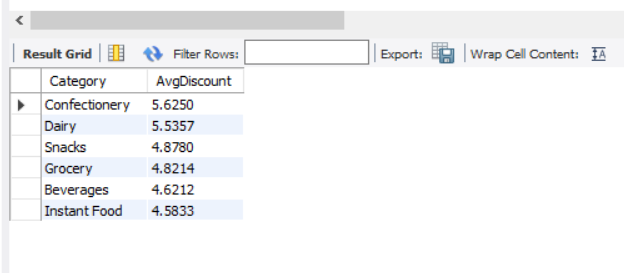 Result Grid Filter Rows: Export: Wrap Cell Content: IA
Category AvgDiscount
Confectionery 5.6250
Dairy 5.5357
Snacks 4.8780
Grocery 4.8214
Beverages 4.6212
Instant Food 4.5833